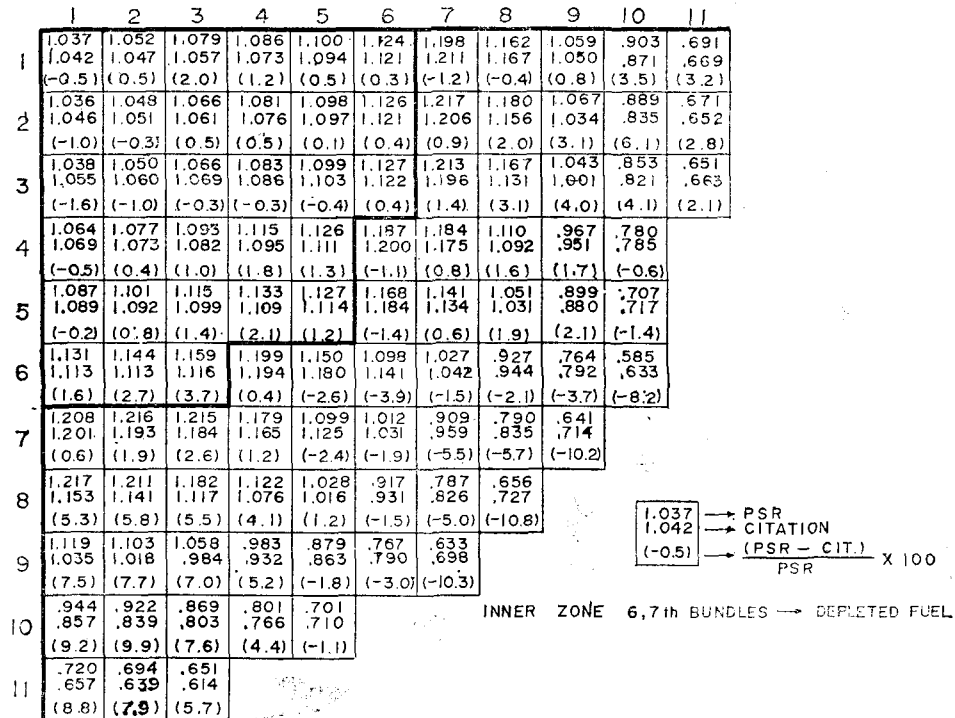 1 2 3 4 5 6 7 8 9 10 11
1.037 1.052 1.079 1.086 1.100 1.124 1.198 1.162 1.059 .903 .691
1 1.042 1.047 1.057 1.073 1.094 1.121 1.211 1.167 1.050 .871 .669
(-0.5) (0.5) (2.0) (1.2) (0.5) (0.3) (-1.2) (-0.4) (0.8) (3.5) (3.2)
1.036 1.048 1.066 1.081 1.098 1.126 1.217 1.180 1.067 .889 .671
2 1.046 1.051 1.061 1.076 1.097 1.121 1.206 1.156 1.034 .835 .652
(-1.0) (-0.3) (0.5) (0.5) (0.1) (0.4) (0.9) (2.0) (3.1) (6.1) (2.8)
1.038 1.050 1.066 1.083 1.099 1.127 1.213 1.167 1.043 .853 .651
3 1.055 1.060 1.069 1.086 1.103 1.122 1.196 1.131 1.001 .821 .663
(-1.6) (-1.0) (-0.3) (-0.3) (-0.4) (0.4) (1.4) (3.1) (4.0) (4.1) (2.1)
1.064 1.077 1.093 1.115 1.126 1.187 1.184 1.110 .967 .780
4 1.069 1.073 1.082 1.095 1.111 1.200 1.175 1.092 .951 .785
(-0.5) (0.4) (1.0) (1.8) (1.3) (-1.1) (0.8) (1.6) (1.7) (-0.6)
1.087 1.101 1.115 1.133 1.127 1.168 1.141 1.051 .899 .707
5 1.089 1.092 1.099 1.109 1.114 1.184 1.134 1.031 .880 .717
(-0.2) (0.8) (1.4) (2.1) (1.2) (-1.4) (0.6) (1.9) (2.1) (-1.4)
1.131 1.144 1.159 1.199 1.150 1.098 1.027 .927 .764 .585
6 1.113 1.113 1.116 1.194 1.180 1.141 1.042 .944 .792 .633
(1.6) (2.7) (3.7) (0.4) (-2.6) (-3.9) (-1.5) (-2.1) (-3.7) (-8.2)
1.208 1.216 1.215 1.179 1.099 1.012 .909 .790 .641
7 1.201 1.193 1.184 1.165 1.125 1.031 .959 .835 .714
(0.6) (1.9) (2.6) (1.2) (-2.4) (-1.9) (-5.5) (-5.7) (-10.2)
1.217 1.211 1.182 1.122 1.028 .917 .787 .656
8 1.153 1.141 1.117 1.076 1.016 .931 .826 .727
(5.3) (5.8) (5.5) (4.1) (1.2) (-1.5) (-5.0) (-10.8)
1.119 1.103 1.058 .983 .879 .767 .633
9 1.035 1.018 .984 .932 .863 .790 .698
(7.5) (7.7) (7.0) (5.2) (-1.8) (-3.0) (-10.3)
.944 .922 .869 .801 .701
10 .857 .839 .803 .766 .710
(9.2) (9.9) (7.6) (4.4) (-1.1)
.720 .694 .651
11 .657 .639 .614
(8.8) (7.9) (5.7)
1.037 → PSR
1.042 → CITATION
(-0.5) → (PSR - CIT.) / PSR X 100
INNER ZONE 6,7th BUNDLES → DEPLETED FUEL